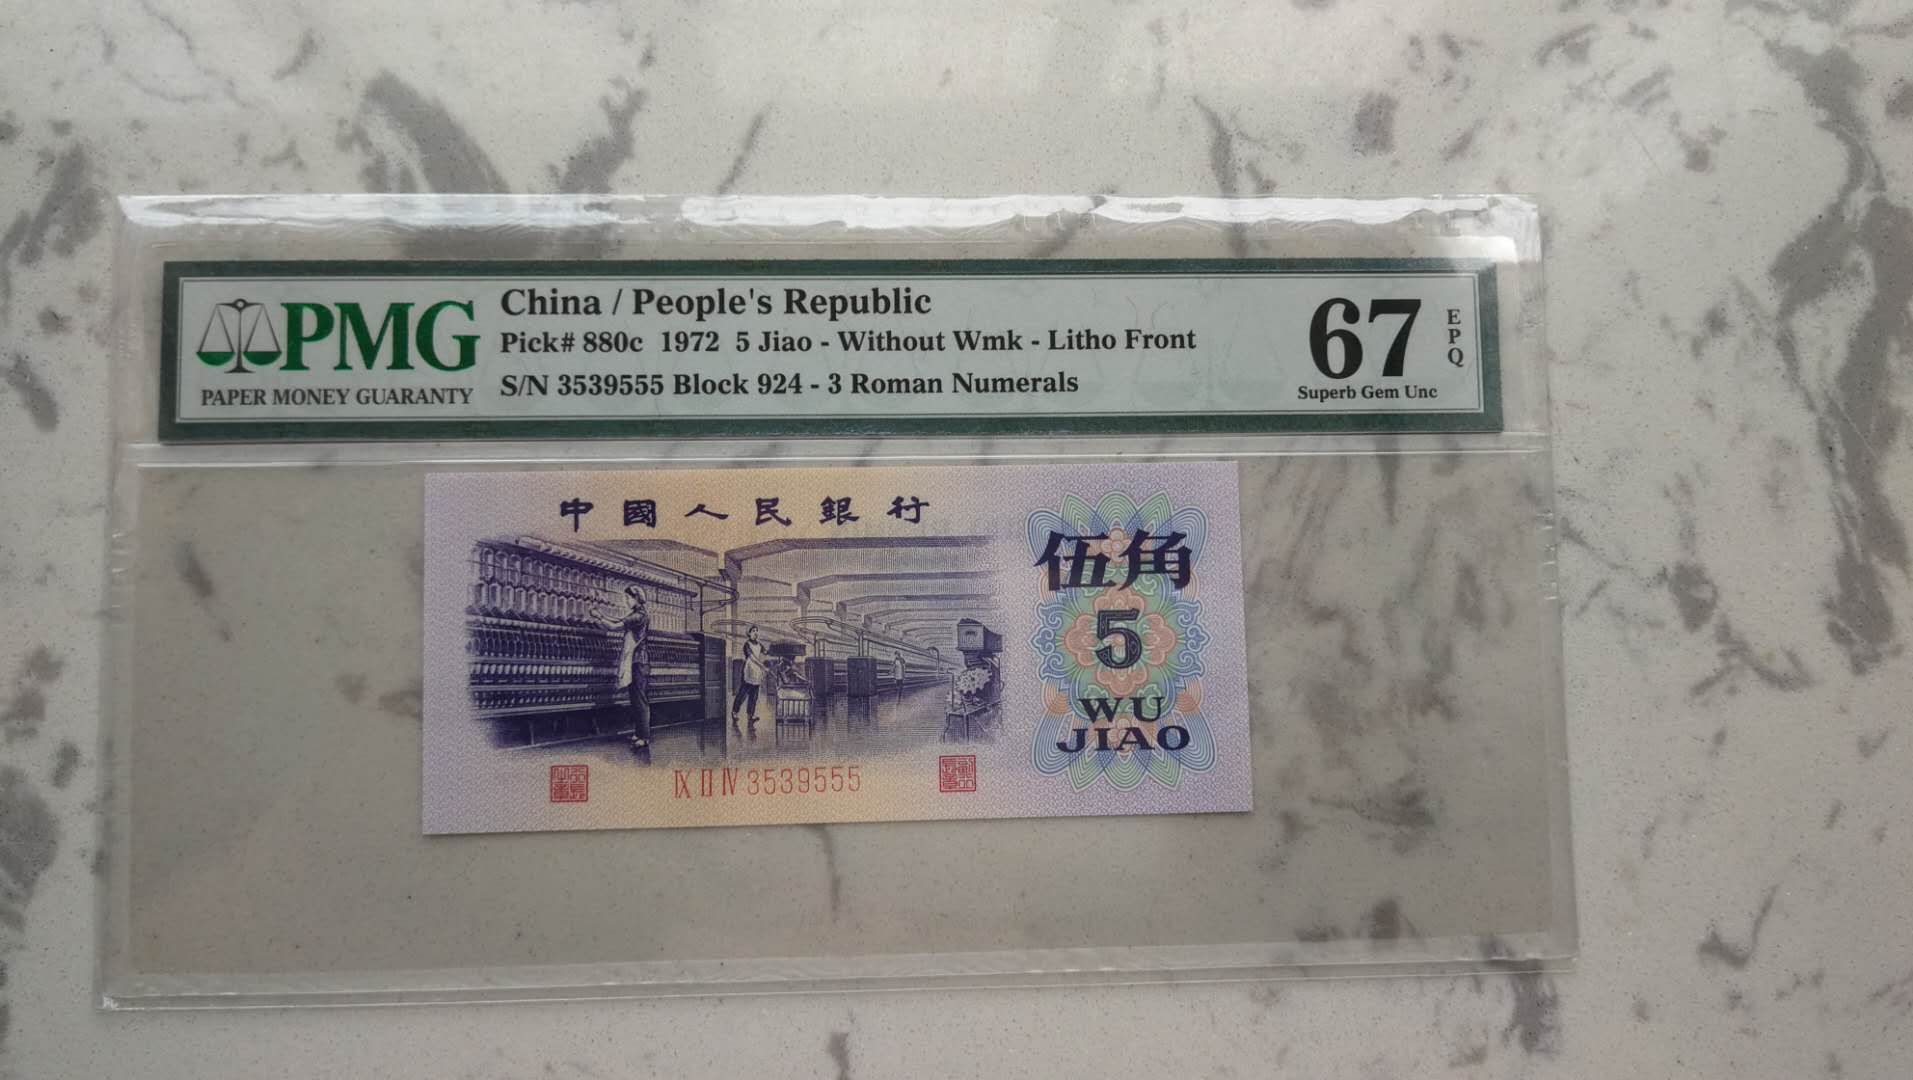 PMG
PAPER MONEY GUARANTY
China / People's Republic
Pick# 880c 1972 5 Jiao - Without Wmk - Litho Front
S/N 3539555 Block 924 - 3 Roman Numerals
67
EPQ
Superb Gem Unc
中國人民銀行
伍角
5
WU
JIAO
IX II IV 3539555